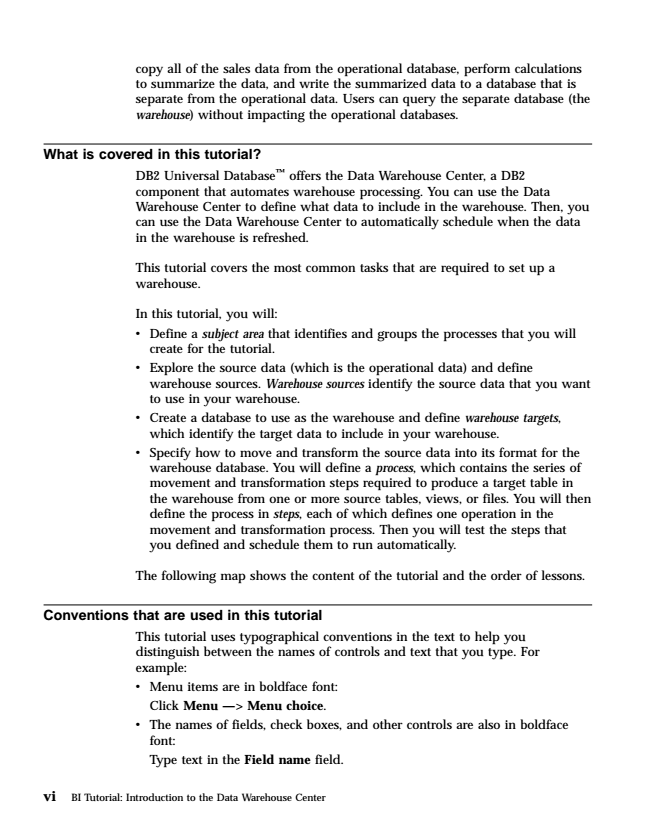 copy all of the sales data from the operational database, perform calculations
to summarize the data, and write the summarized data to a database that is
separate from the operational data. Users can query the separate database (the
warehouse) without impacting the operational databases.
What is covered in this tutorial?
DB2 Universal Database™ offers the Data Warehouse Center, a DB2
component that automates warehouse processing. You can use the Data
Warehouse Center to define what data to include in the warehouse. Then, you
can use the Data Warehouse Center to automatically schedule when the data
in the warehouse is refreshed.
This tutorial covers the most common tasks that are required to set up a
warehouse.
In this tutorial, you will:
• Define a subject area that identifies and groups the processes that you will
create for the tutorial.
• Explore the source data (which is the operational data) and define
warehouse sources. Warehouse sources identify the source data that you want
to use in your warehouse.
• Create a database to use as the warehouse and define warehouse targets,
which identify the target data to include in your warehouse.
• Specify how to move and transform the source data into its format for the
warehouse database. You will define a process, which contains the series of
movement and transformation steps required to produce a target table in
the warehouse from one or more source tables, views, or files. You will then
define the process in steps, each of which defines one operation in the
movement and transformation process. Then you will test the steps that
you defined and schedule them to run automatically.
The following map shows the content of the tutorial and the order of lessons.
Conventions that are used in this tutorial
This tutorial uses typographical conventions in the text to help you
distinguish between the names of controls and text that you type. For
example:
• Menu items are in boldface font:
Click Menu —> Menu choice.
• The names of fields, check boxes, and other controls are also in boldface
font:
Type text in the Field name field.
vi BI Tutorial: Introduction to the Data Warehouse Center